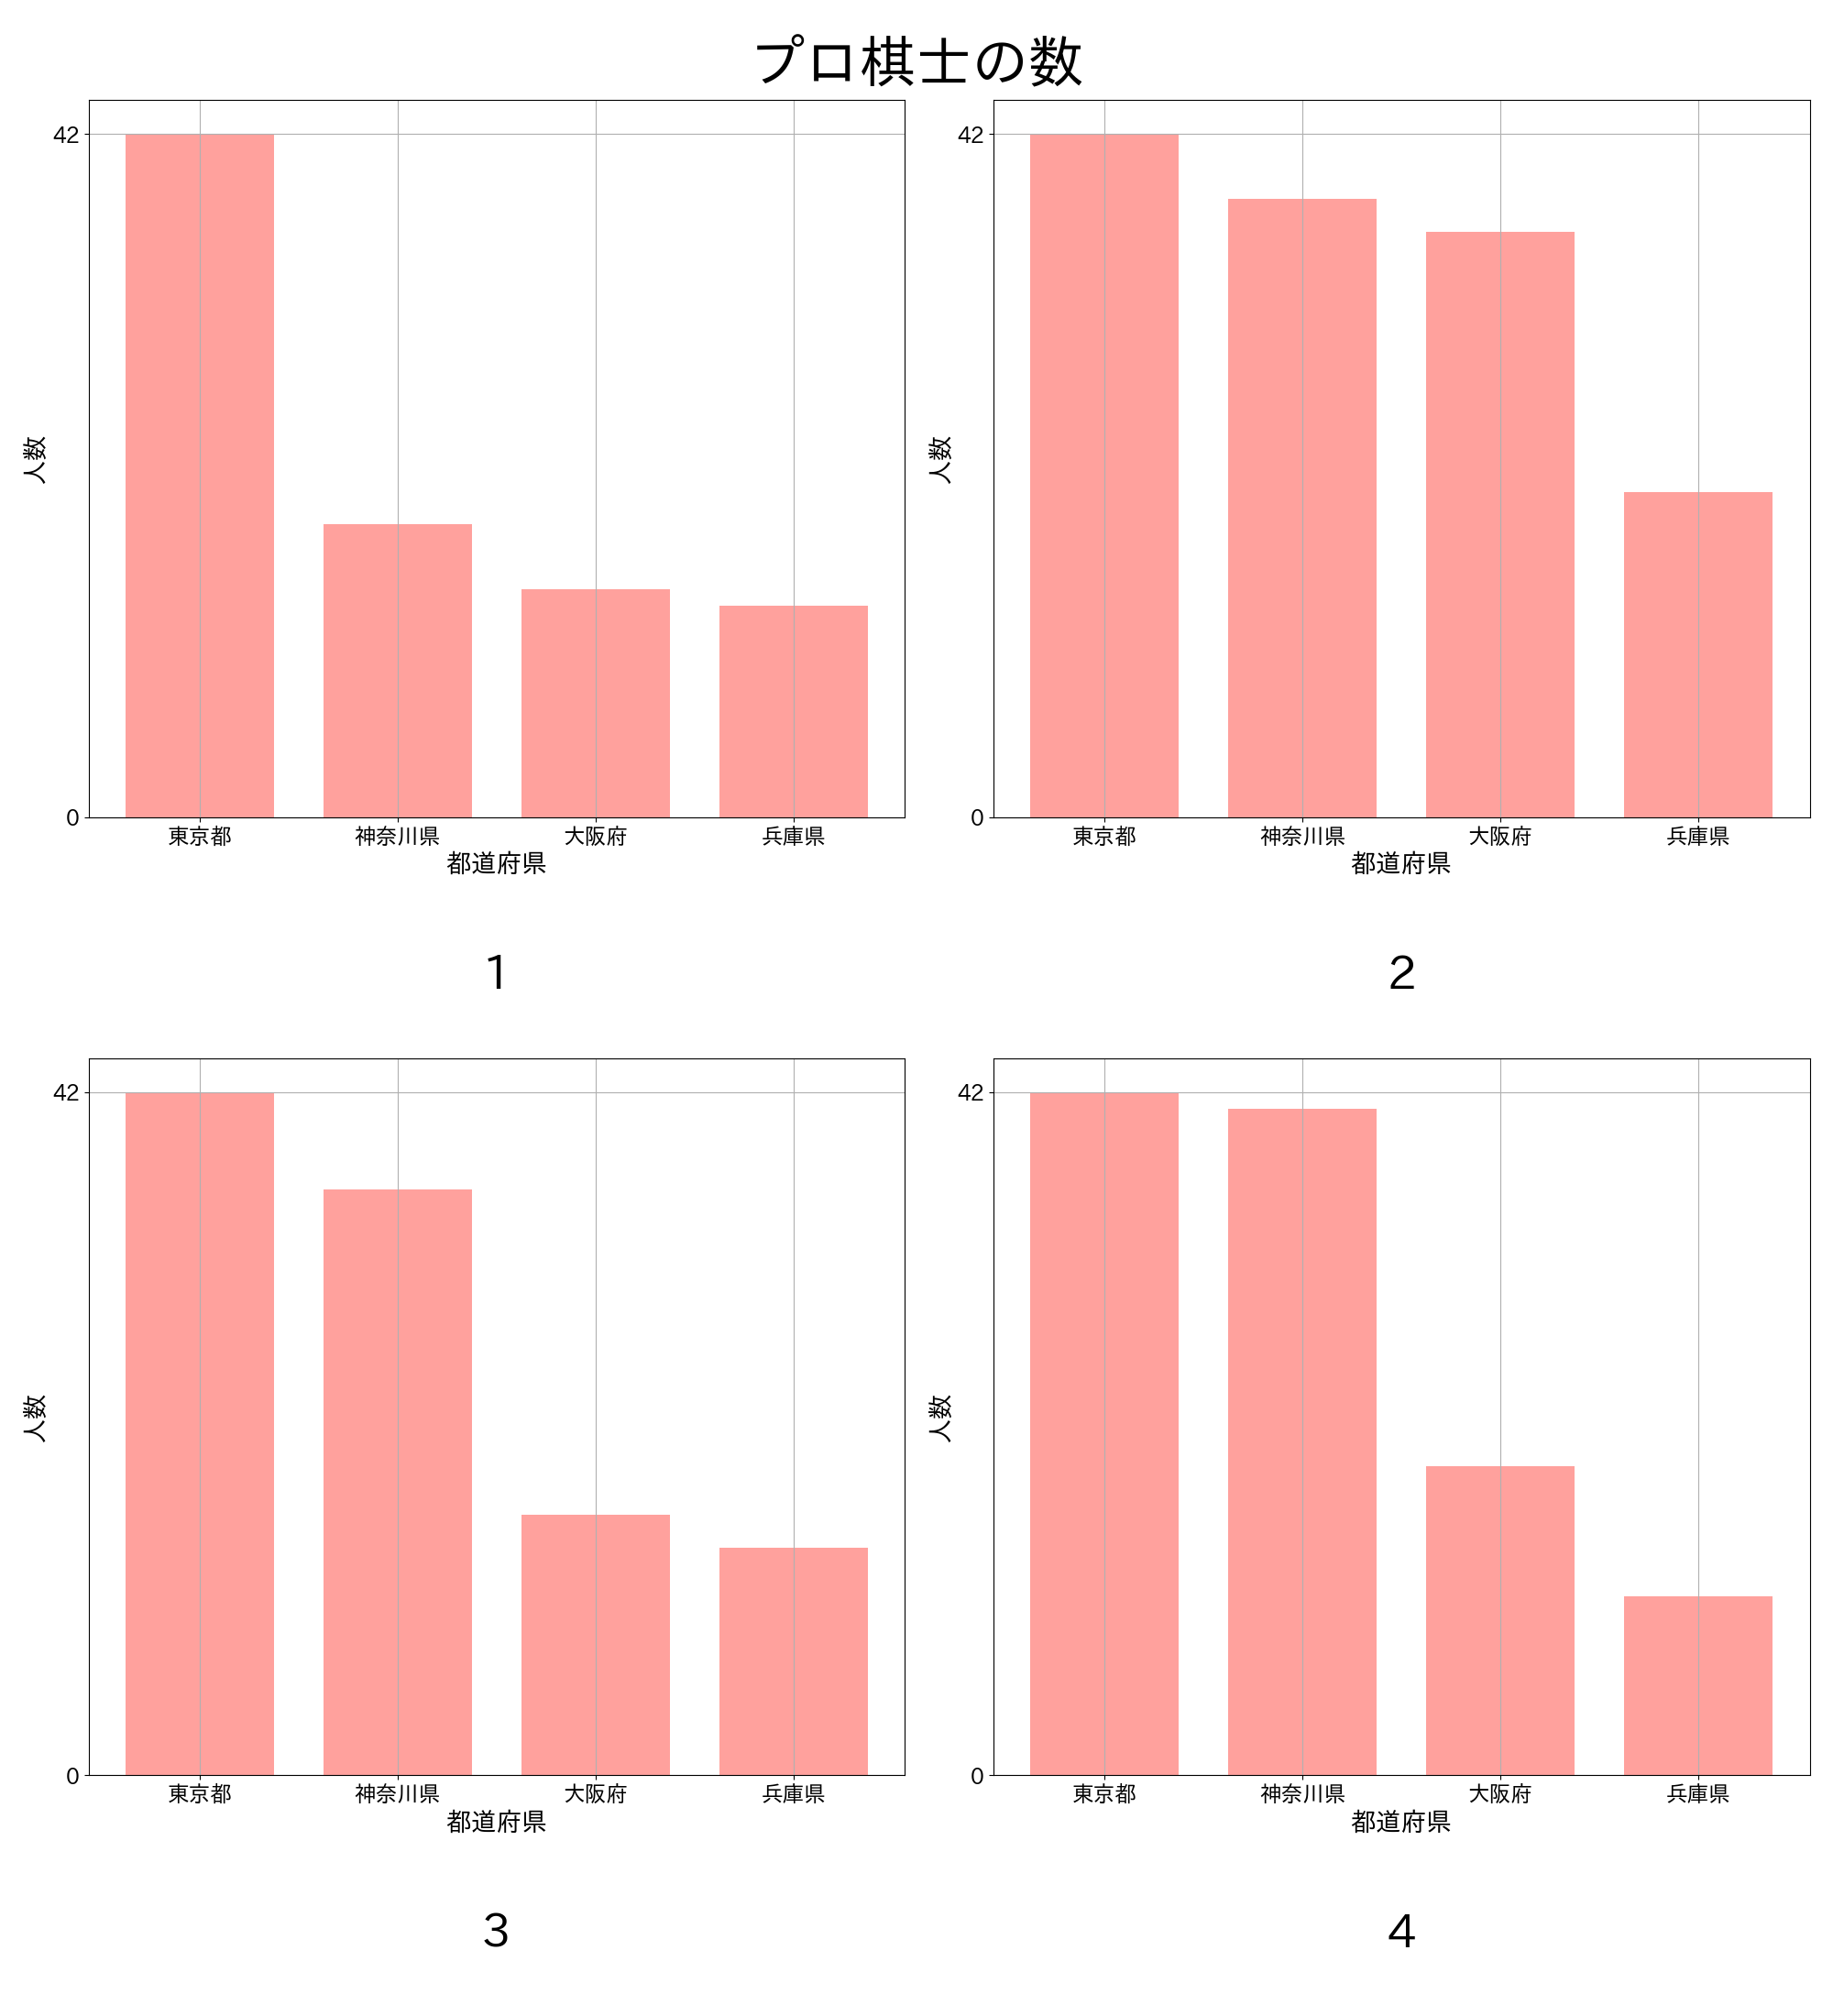 プロ棋士の数
42
人数
0
東京都 神奈川県 大阪府 兵庫県
都道府県
1
42
人数
0
東京都 神奈川県 大阪府 兵庫県
都道府県
2
42
人数
0
東京都 神奈川県 大阪府 兵庫県
都道府県
3
42
人数
0
東京都 神奈川県 大阪府 兵庫県
都道府県
4